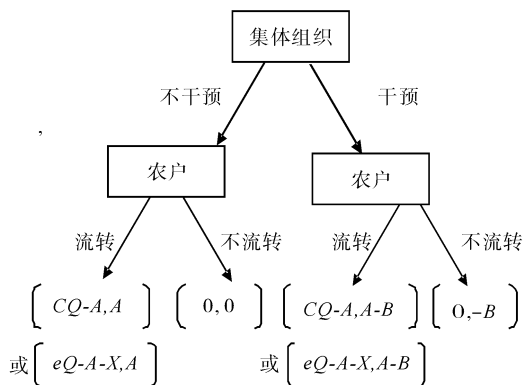 集体组织
不干预 干预
,
农户 农户
流转 不流转 流转 不流转
(CQ-A,A) (0,0) (CQ-A,A-B) (O,-B)
或(eQ-A-X,A) 或(eQ-A-X,A-B)